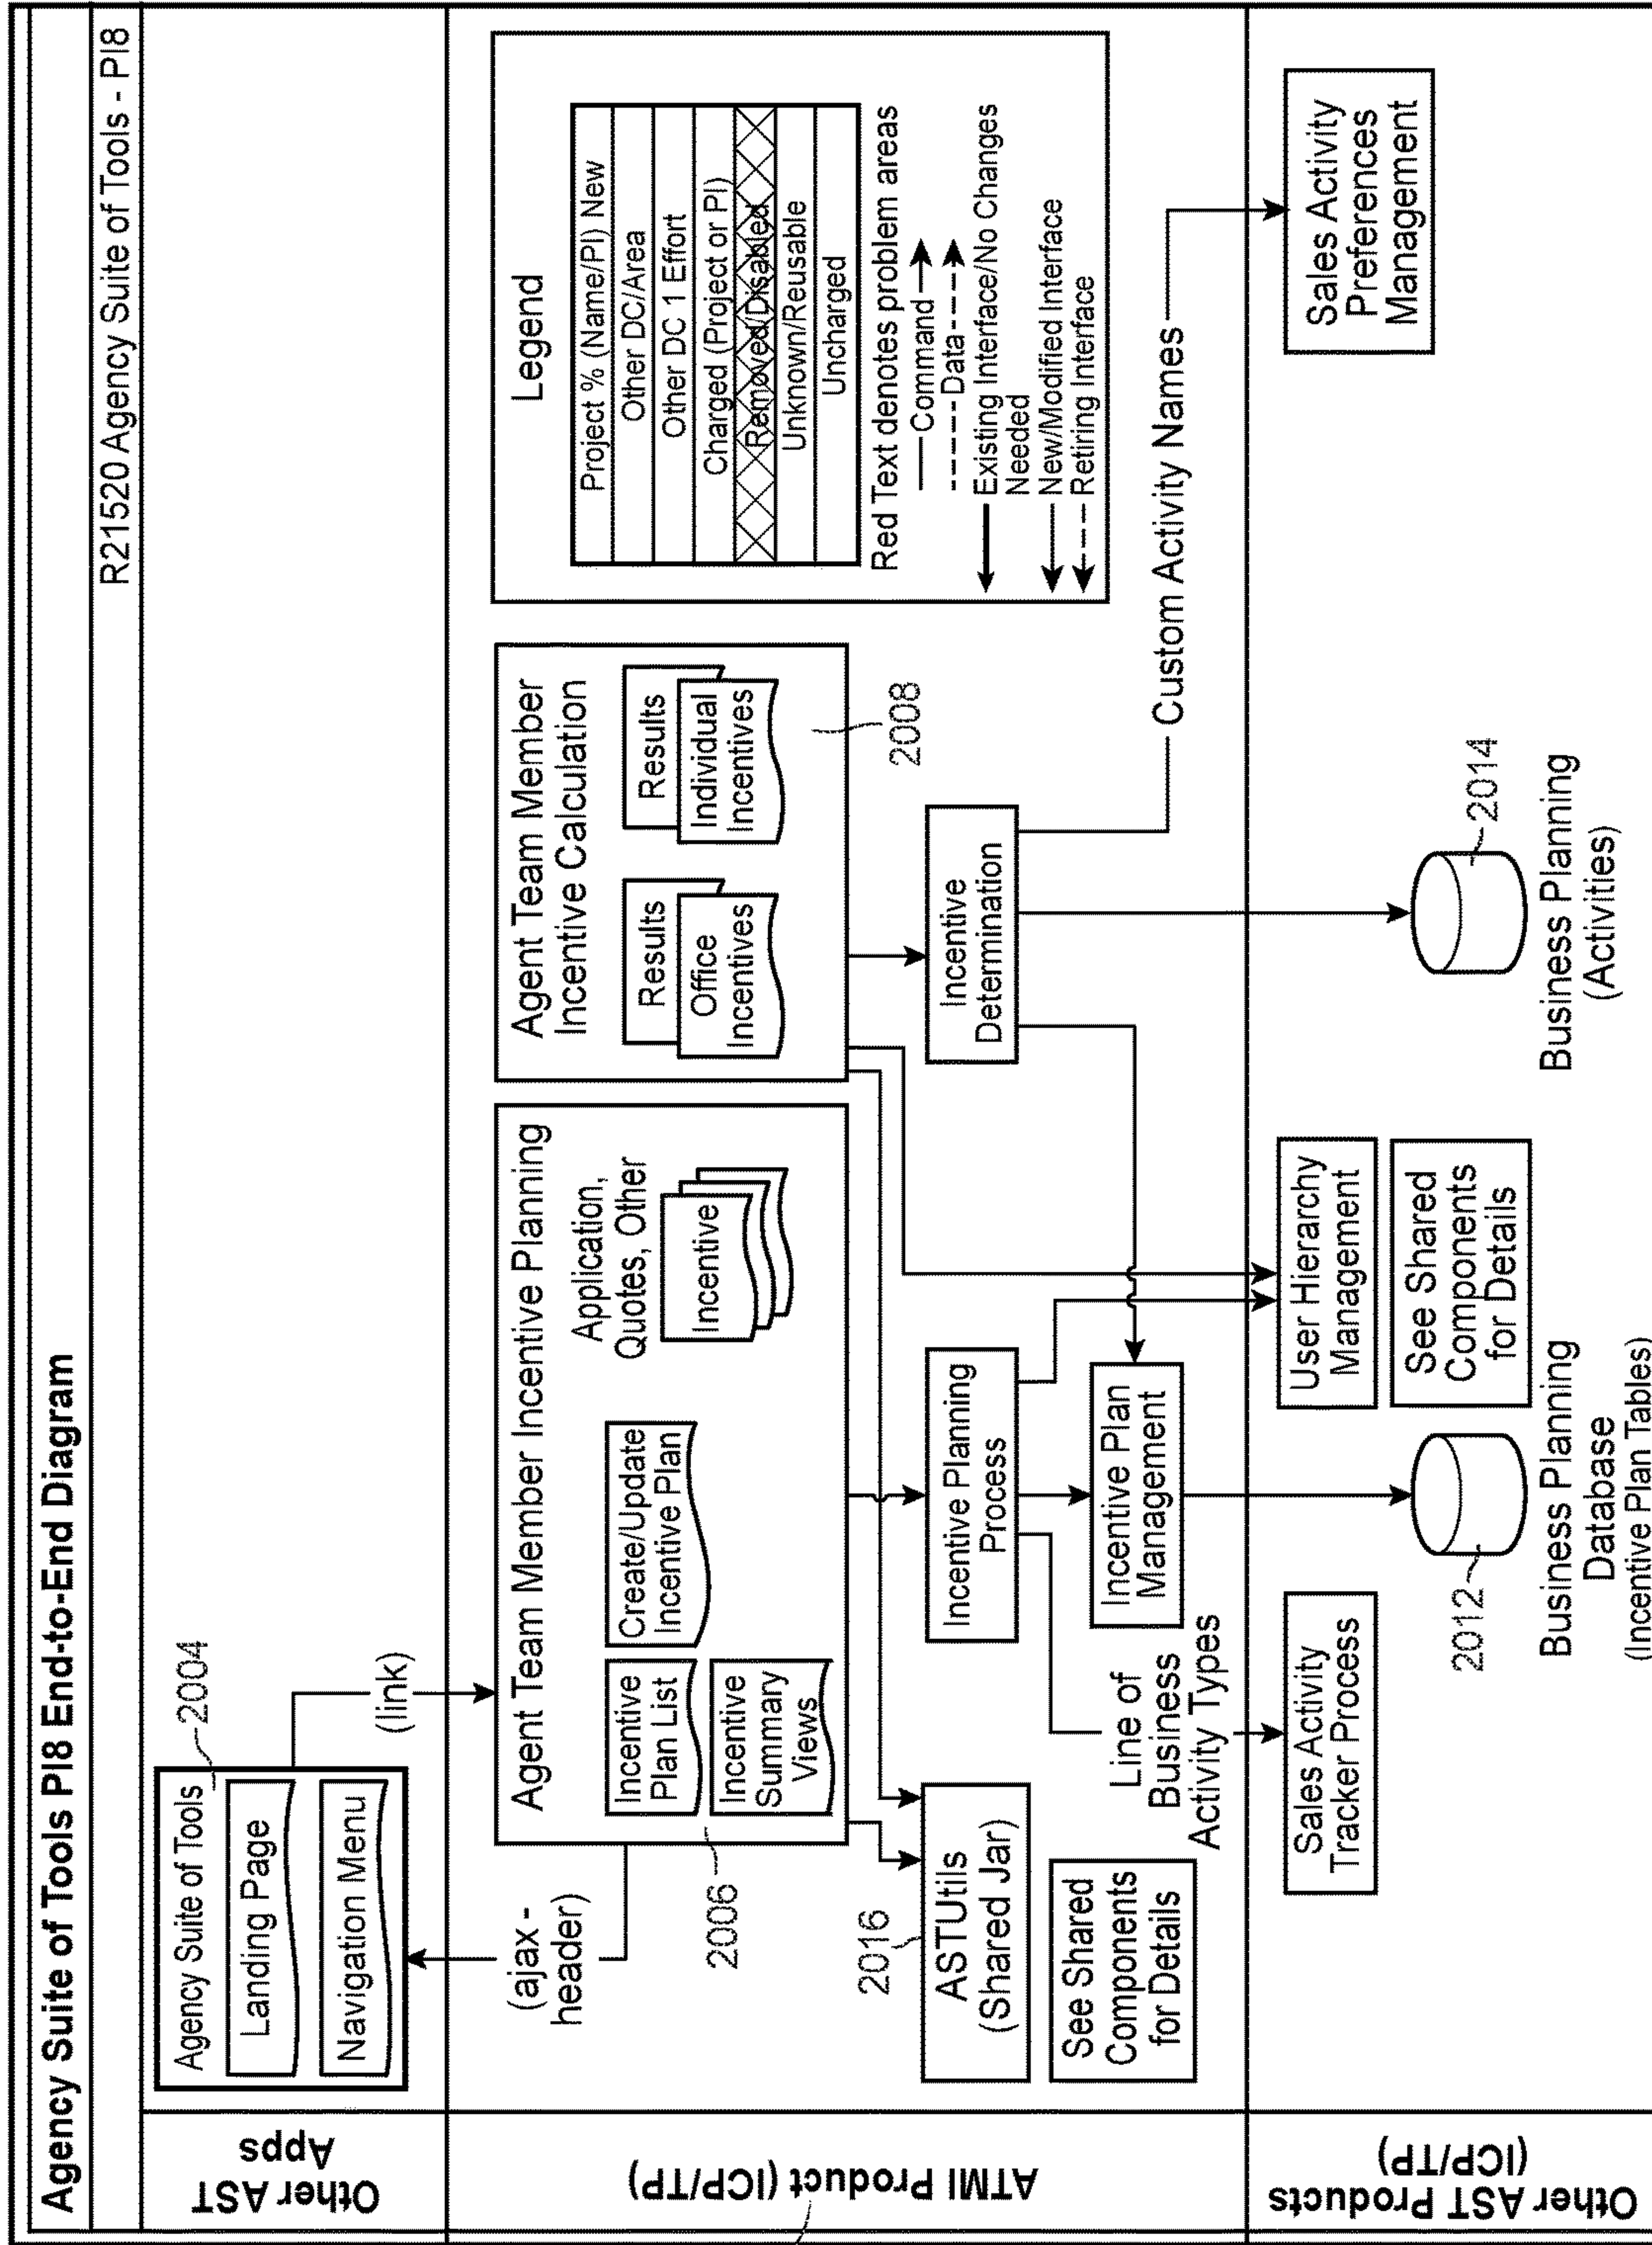 Agency Suite of Tools PI8 End-to-End Diagram
R21520 Agency Suite of Tools - PI8
Other AST
Apps
Agency Suite of Tools
2004
Landing Page
Navigation Menu
(link)
(ajax -
header)
ATMI Product (ICP/TP)
Agent Team Member Incentive Planning
Incentive
Plan List
Create/Update
Incentive Plan
Application,
Quotes, Other
Incentive
Incentive
Summary
Views
2006
Agent Team Member
Incentive Calculation
Results
Office
Incentives
Results
Individual
Incentives
2008
Legend
Project % (Name/PI) New
Other DC/Area
Other DC 1 Effort
Charged (Project or PI)
Removed/Disabled
Unknown/Reusable
Uncharged
Red Text denotes problem areas
Command
Data
Existing Interface/No Changes
Needed
New/Modified Interface
Retiring Interface
2016
ASTUtils
(Shared Jar)
See Shared
Components
for Details
Incentive Planning
Process
Incentive
Determination
Incentive Plan
Management
Line of
Business
Activity Types
Custom Activity Names
Other AST Products
(ICP/TP)
Sales Activity
Tracker Process
User Hierarchy
Management
See Shared
Components
for Details
Sales Activity
Preferences
Management
2012
Business Planning
Database
(Incentive Plan Tables)
2014
Business Planning
(Activities)